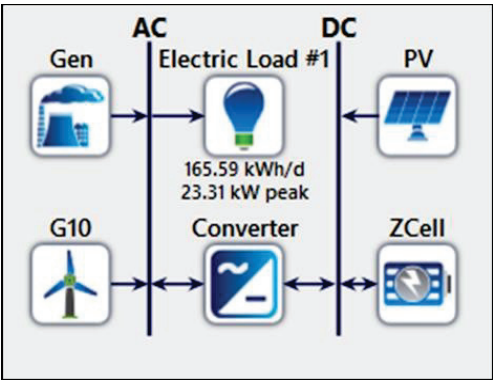 AC DC
Gen Electric Load #1 PV
165.59 kWh/d
23.31 kW peak
G10 Converter ZCell